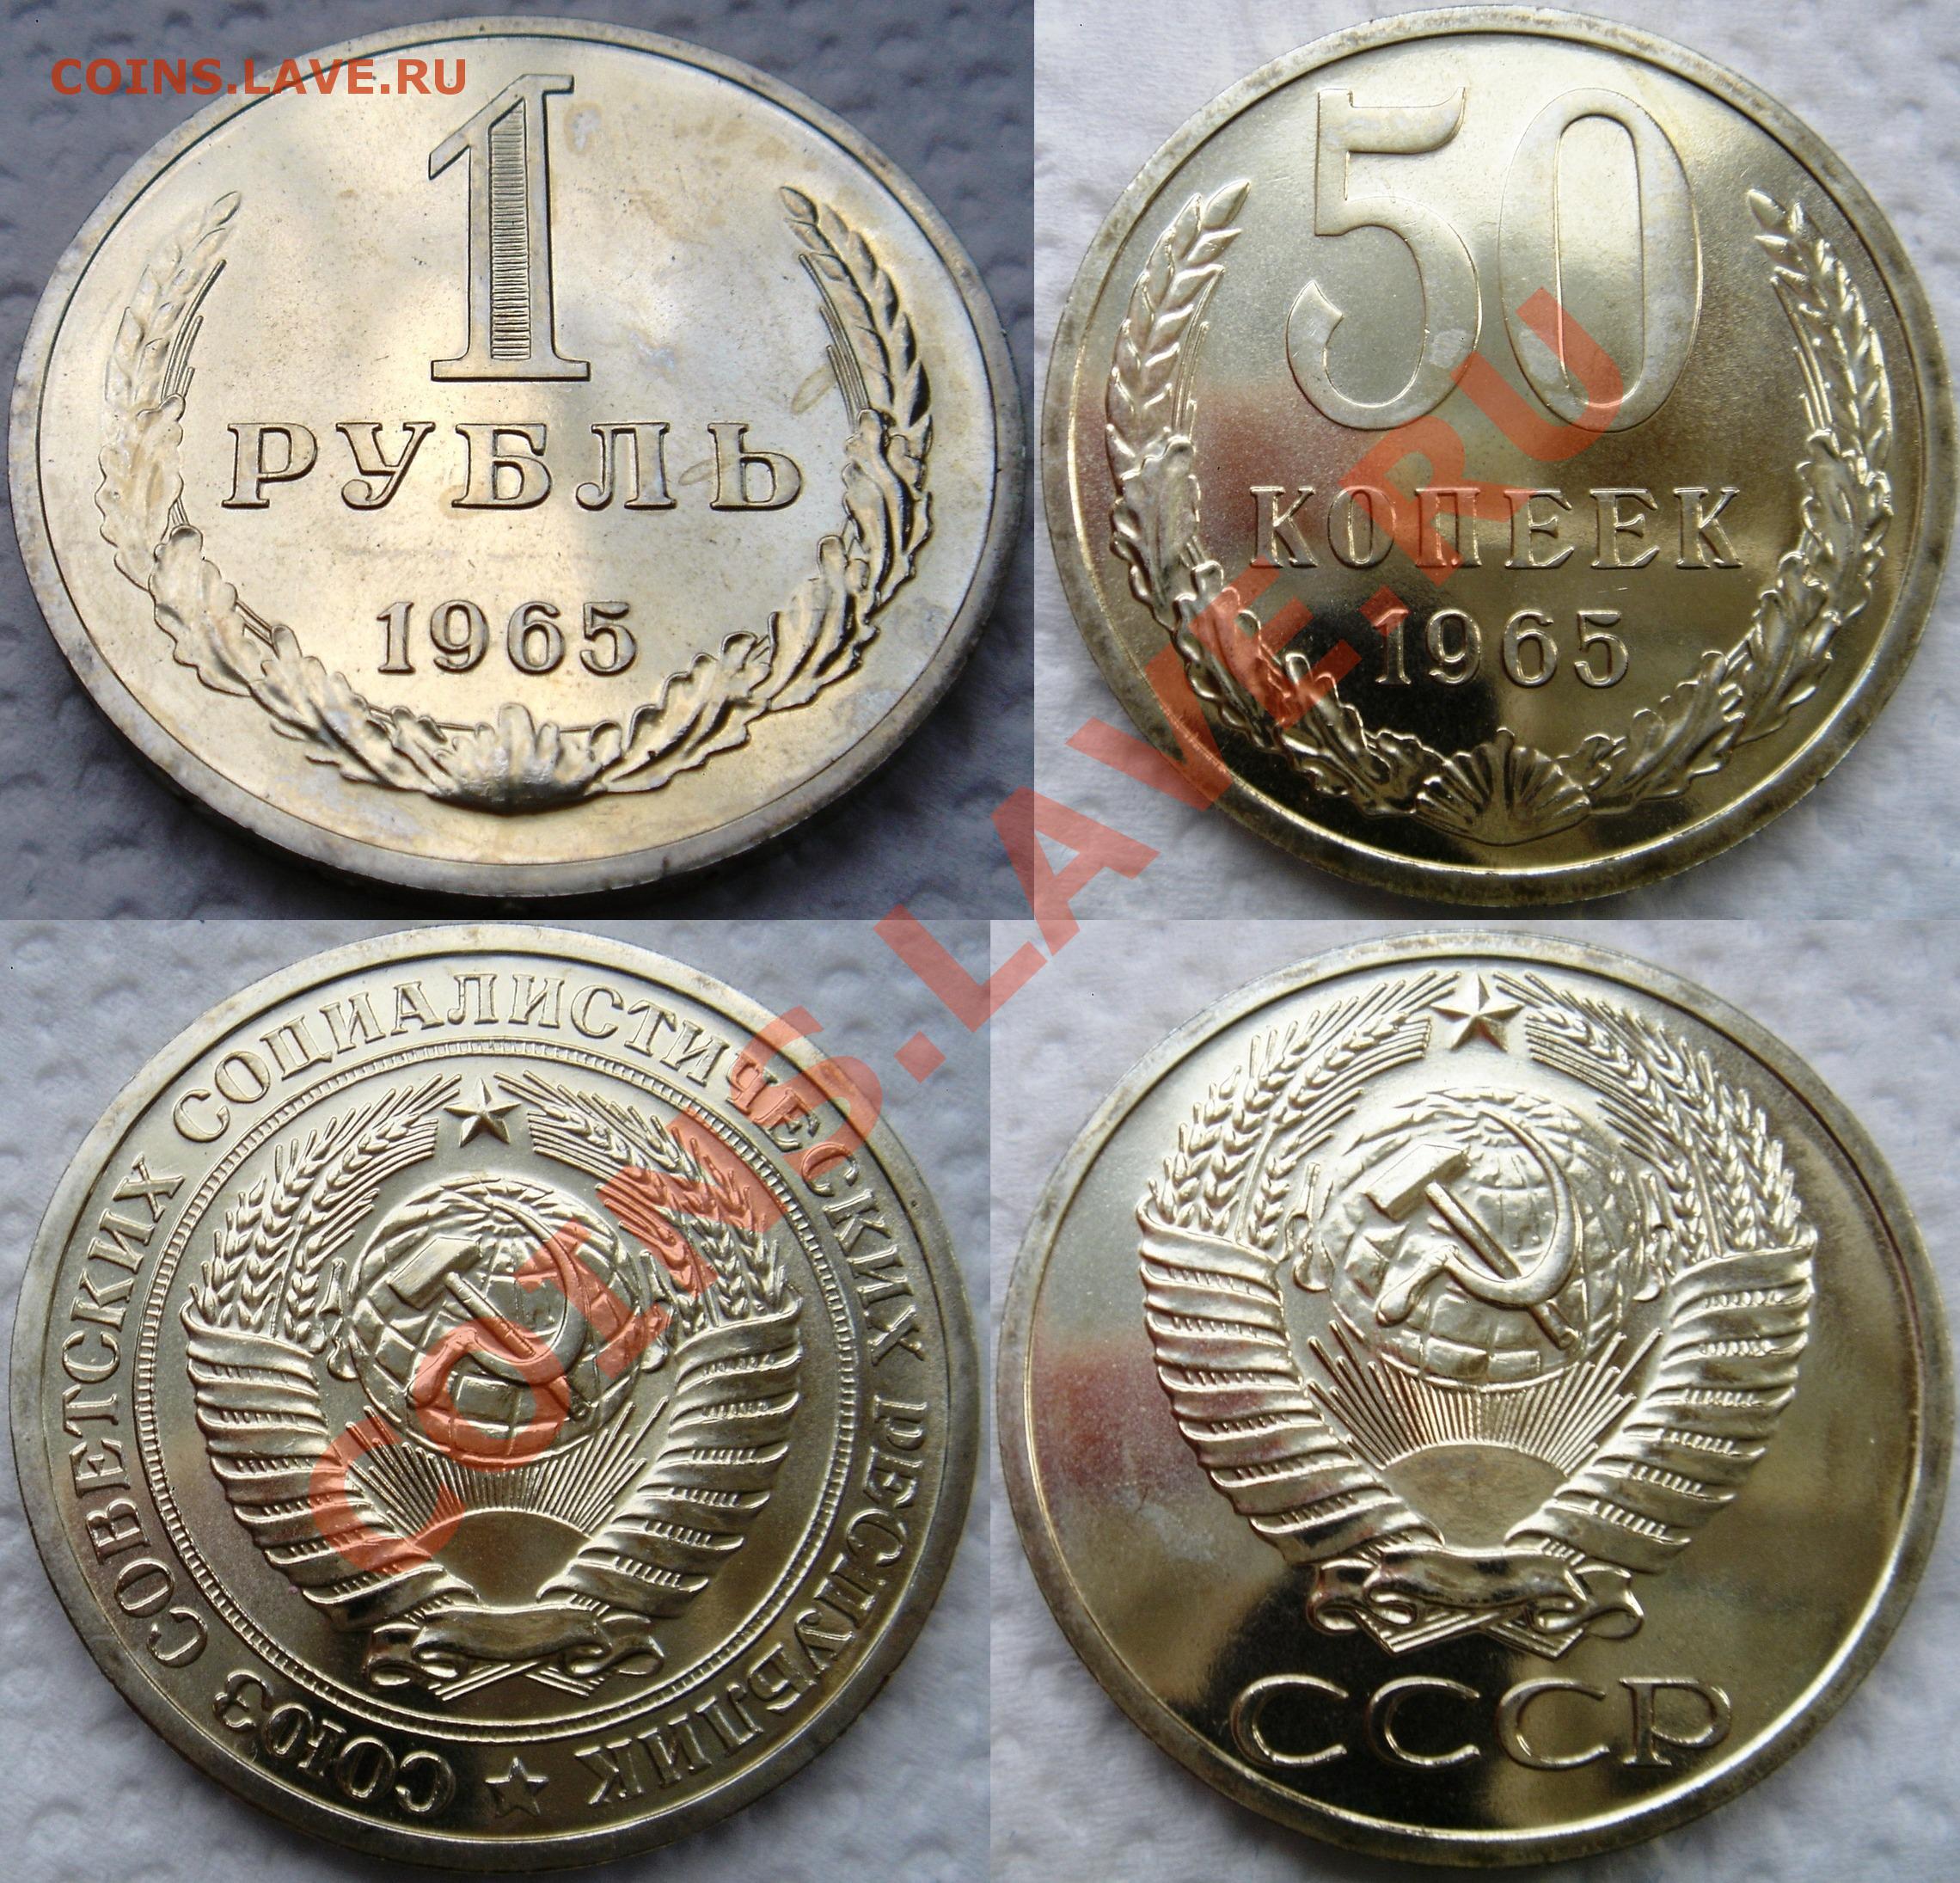 COINS.LAVE.RU
1
РУБЛЬ
1965
50
КОПЕЕК
1965
СОЮЗ СОВЕТСКИХ СОЦИАЛИСТИЧЕСКИХ РЕСПУБЛИК
СССР
COINS.LAVE.RU